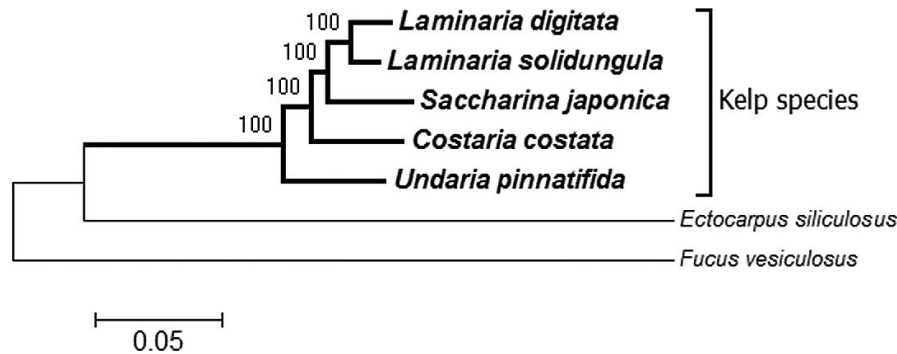 100
Laminaria digitata
100
Laminaria solidungula
100
Saccharina japonica
Kelp species
100
Costaria costata
Undaria pinnatifida
Ectocarpus siliculosus
Fucus vesiculosus
0.05